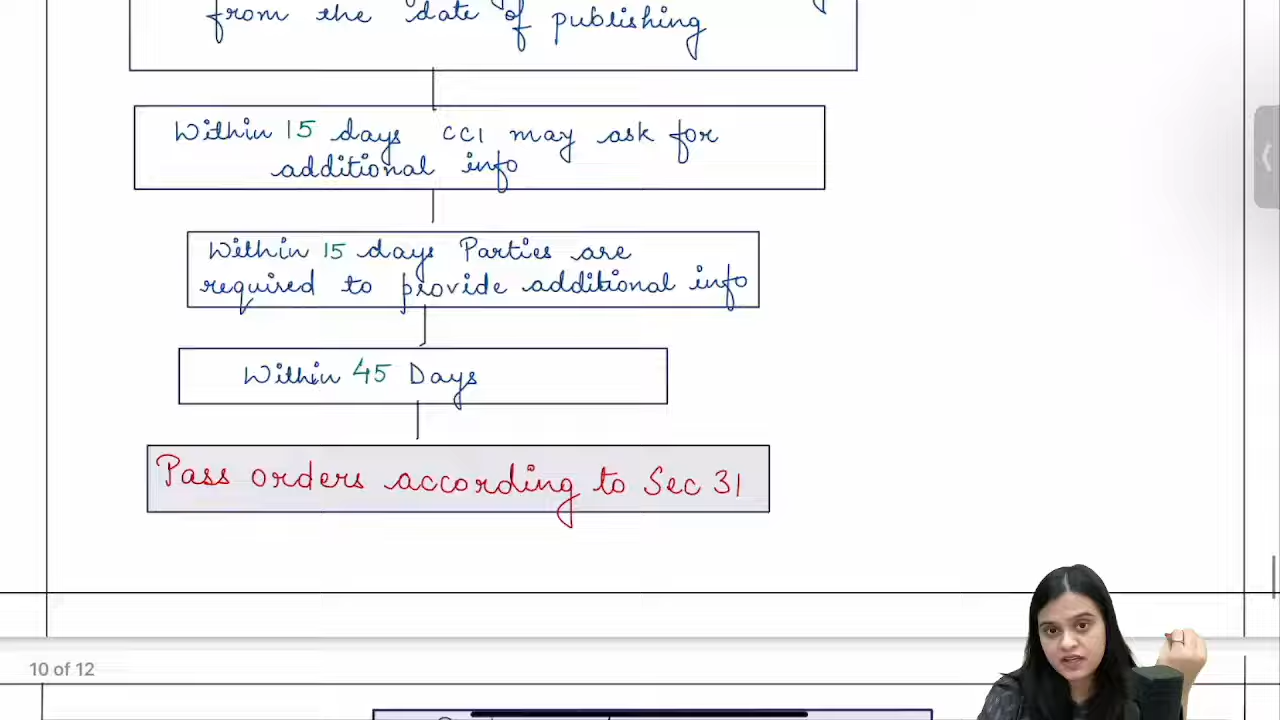 from the date of publishing
Within 15 days CCI may ask for
additional info
Within 15 days Parties are
required to provide additional info
Within 45 Days
Pass orders according to Sec 31
10 of 12